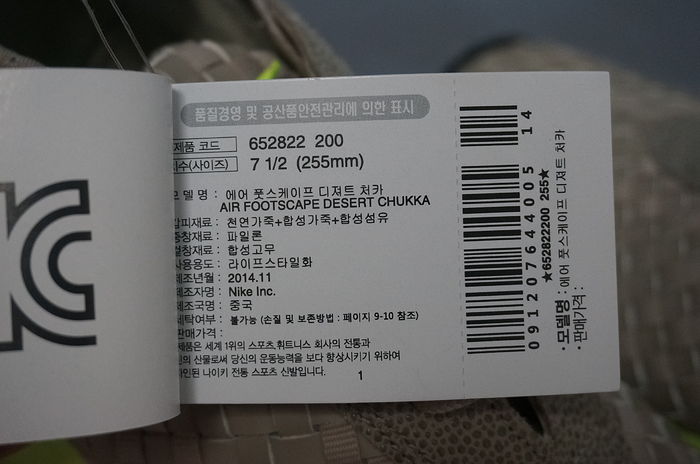 품질경영 및 공산품안전관리에 의한 표시
제품 코드 652822 200
치수(사이즈) 7 1/2 (255mm)
모 델 명 : 에어 풋스케이프 디져트 처카
AIR FOOTSCAPE DESERT CHUKKA
갑피재료 : 천연가죽+합성가죽+합성섬유
중창재료 : 파일론
겉창재료 : 합성고무
사용용도 : 라이프스타일화
제조년월 : 2014.11
제조자명 : Nike Inc.
제조국명 : 중국
세탁여부 : 불가능 (손질 및 보존방법 : 페이지 9-10 참조)
판매가격 :
제품은 세계 1위의 스포츠,휘트니스 회사의 전통과
의 산물로써 당신의 운동능력을 보다 향상시키기 위하여
인된 나이키 전통 스포츠 신발입니다.
1
091207644005 14
★652822200 255★
·모델명 : 에어 풋스케이프 디져트 처카
·판매가격 :